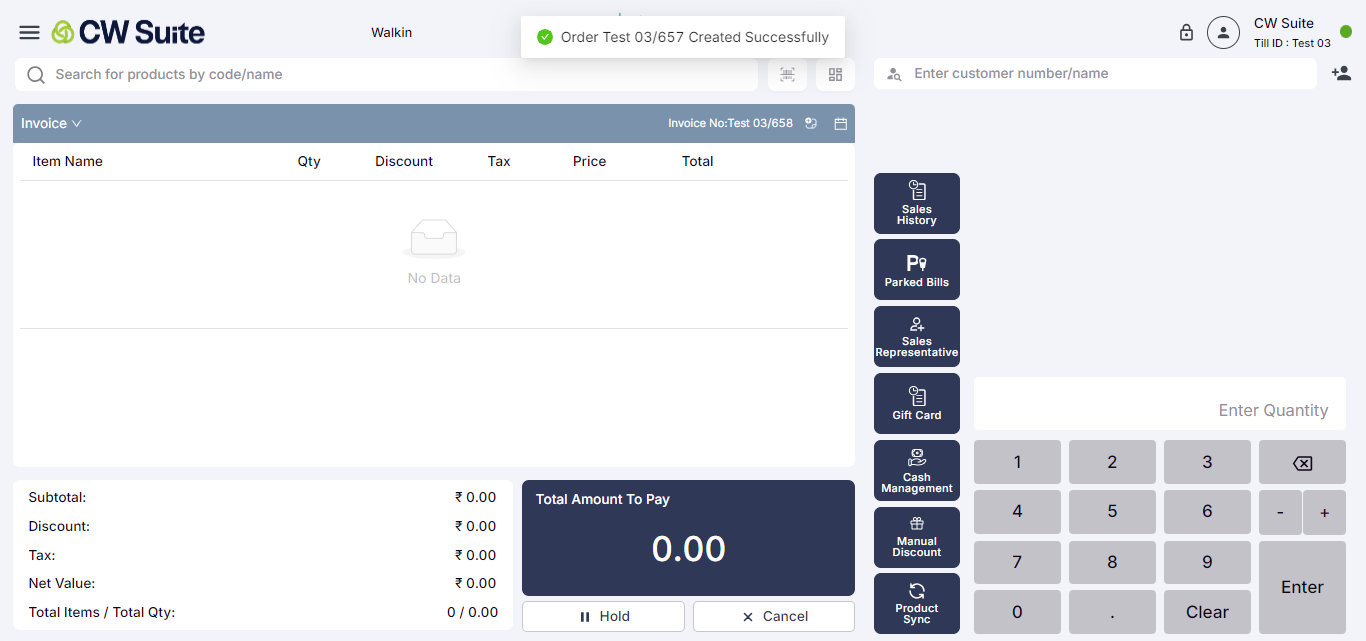 CW Suite
Walkin
Order Test 03/657 Created Successfully
CW Suite
Till ID : Test 03
Search for products by code/name
Enter customer number/name
Invoice
Invoice No:Test 03/658
Item Name Qty Discount Tax Price Total
No Data
Sales
History
Parked Bills
Sales
Representative
Gift Card
Cash
Management
Manual
Discount
Product
Sync
Enter Quantity
1 2 3
4 5 6 - +
7 8 9
0 . Clear Enter
Subtotal: ₹ 0.00
Discount: ₹ 0.00
Tax: ₹ 0.00
Net Value: ₹ 0.00
Total Items / Total Qty: 0 / 0.00
Total Amount To Pay
0.00
Hold
Cancel